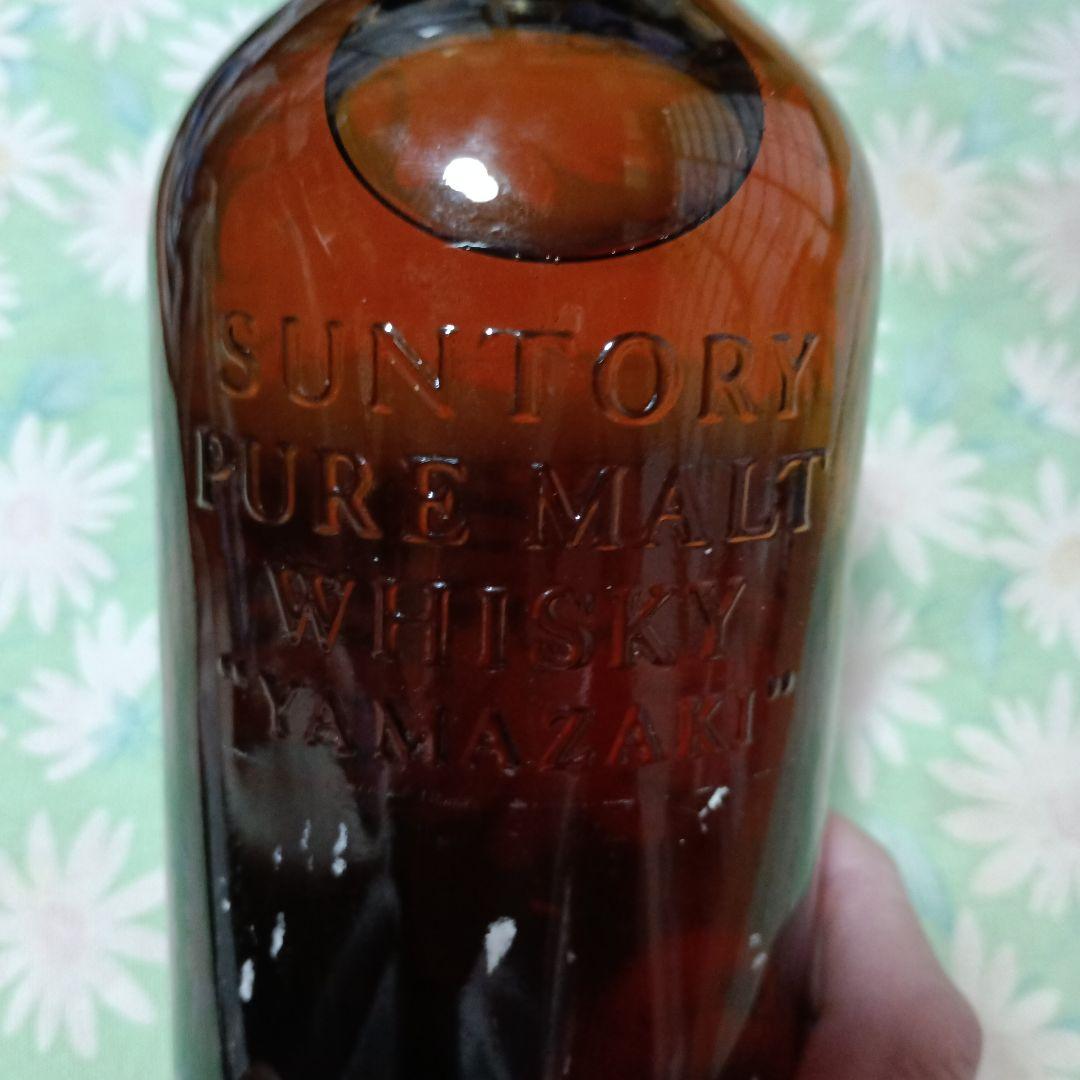 SUNTORY
PURE MALT
WHISKY
"YAMAZAKI"